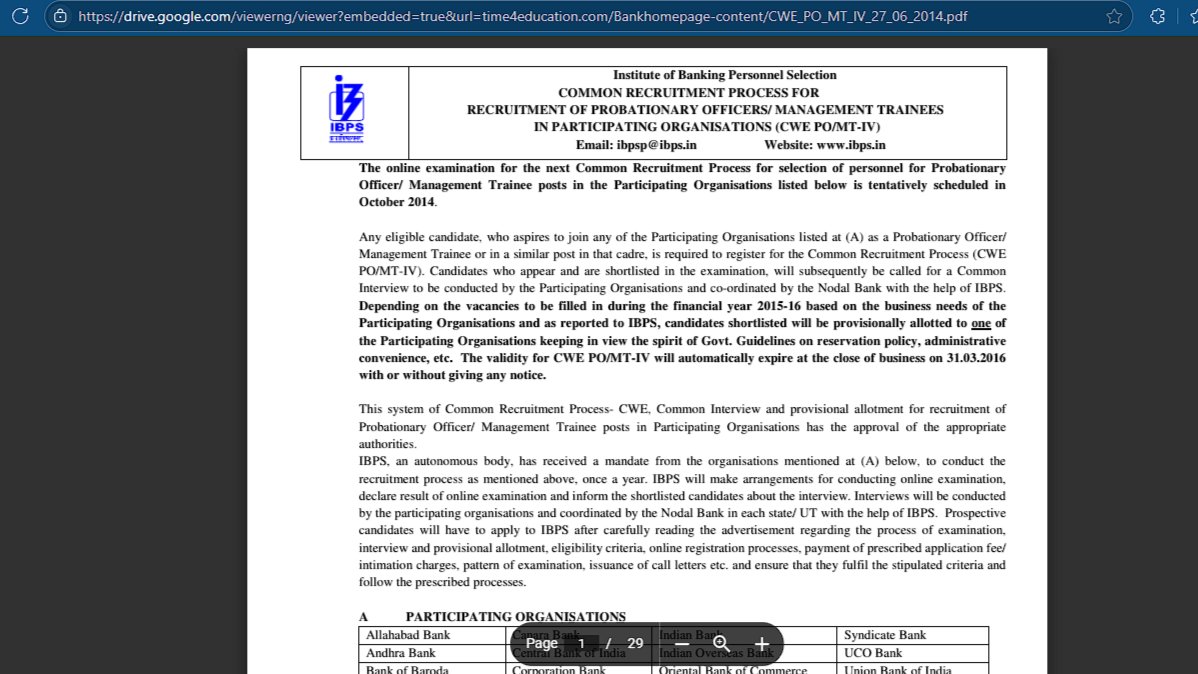 https://drive.google.com/viewerng/viewer?embedded=true&url=time4education.com/Bankhomepage-content/CWE_PO_MT_IV_27_06_2014.pdf
IBPS
Institute of Banking Personnel Selection
COMMON RECRUITMENT PROCESS FOR
RECRUITMENT OF PROBATIONARY OFFICERS/ MANAGEMENT TRAINEES
IN PARTICIPATING ORGANISATIONS (CWE PO/MT-IV)
Email: ibpsp@ibps.in Website: www.ibps.in
The online examination for the next Common Recruitment Process for selection of personnel for Probationary
Officer/ Management Trainee posts in the Participating Organisations listed below is tentatively scheduled in
October 2014.
Any eligible candidate, who aspires to join any of the Participating Organisations listed at (A) as a Probationary Officer/
Management Trainee or in a similar post in that cadre, is required to register for the Common Recruitment Process (CWE
PO/MT-IV). Candidates who appear and are shortlisted in the examination, will subsequently be called for a Common
Interview to be conducted by the Participating Organisations and co-ordinated by the Nodal Bank with the help of IBPS.
Depending on the vacancies to be filled in during the financial year 2015-16 based on the business needs of the
Participating Organisations and as reported to IBPS, candidates shortlisted will be provisionally allotted to one of
the Participating Organisations keeping in view the spirit of Govt. Guidelines on reservation policy, administrative
convenience, etc. The validity for CWE PO/MT-IV will automatically expire at the close of business on 31.03.2016
with or without giving any notice.
This system of Common Recruitment Process- CWE, Common Interview and provisional allotment for recruitment of
Probationary Officer/ Management Trainee posts in Participating Organisations has the approval of the appropriate
authorities.
IBPS, an autonomous body, has received a mandate from the organisations mentioned at (A) below, to conduct the
recruitment process as mentioned above, once a year. IBPS will make arrangements for conducting online examination,
declare result of online examination and inform the shortlisted candidates about the interview. Interviews will be conducted
by the participating organisations and coordinated by the Nodal Bank in each state/ UT with the help of IBPS. Prospective
candidates will have to apply to IBPS after carefully reading the advertisement regarding the process of examination,
interview and provisional allotment, eligibility criteria, online registration processes, payment of prescribed application fee/
intimation charges, pattern of examination, issuance of call letters etc. and ensure that they fulfil the stipulated criteria and
follow the prescribed processes.
A PARTICIPATING ORGANISATIONS
Allahabad Bank Canara Bank Indian Bank Syndicate Bank
Andhra Bank Central Bank of India Indian Overseas Bank UCO Bank
Bank of Baroda Corporation Bank Oriental Bank of Commerce Union Bank of India
Page 1 / 29